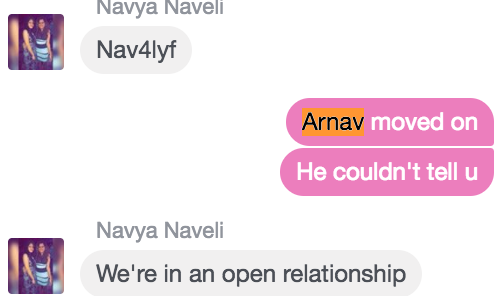 Navya Naveli
Nav4lyf
Arnav moved on
He couldn't tell u
Navya Naveli
We're in an open relationship